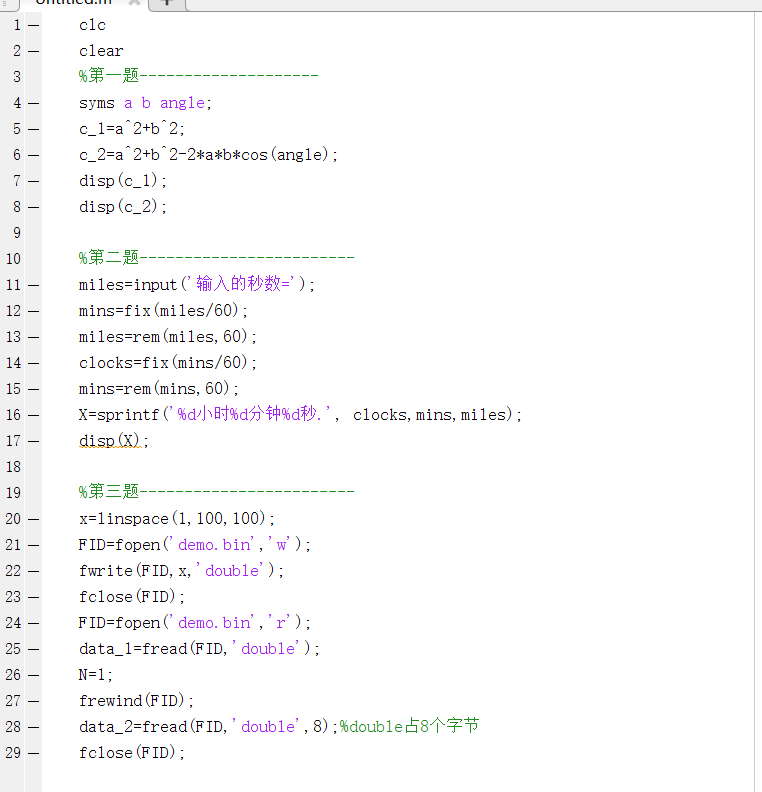 Untitled.m
1 clc
2 clear
3 %第一题--------------------
4 syms a b angle;
5 c_1=a^2+b^2;
6 c_2=a^2+b^2-2*a*b*cos(angle);
7 disp(c_1);
8 disp(c_2);
9
10 %第二题------------------------
11 miles=input('输入的秒数=');
12 mins=fix(miles/60);
13 miles=rem(miles,60);
14 clocks=fix(mins/60);
15 mins=rem(mins,60);
16 X=sprintf('%d小时%d分钟%d秒.', clocks,mins,miles);
17 disp(X);
18
19 %第三题------------------------
20 x=linspace(1,100,100);
21 FID=fopen('demo.bin','w');
22 fwrite(FID,x,'double');
23 fclose(FID);
24 FID=fopen('demo.bin','r');
25 data_1=fread(FID,'double');
26 N=1;
27 frewind(FID);
28 data_2=fread(FID,'double',8);%double占8个字节
29 fclose(FID);